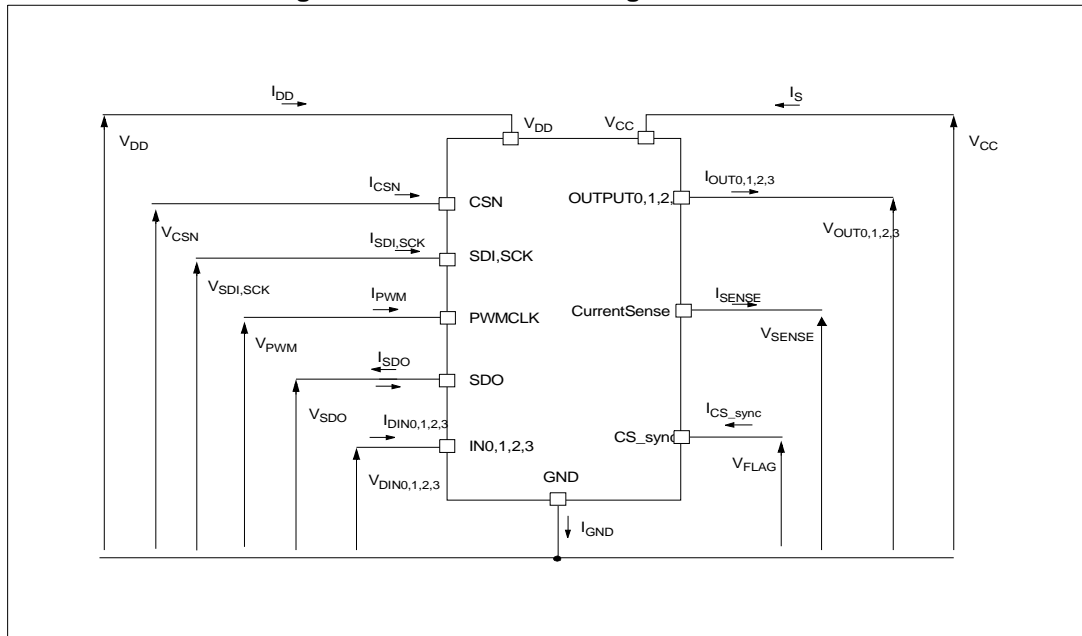 I_DD
I_S
V_DD
V_CC
V_DD
V_CC
I_CSN
CSN
OUTPUT0,1,2,
I_OUT0,1,2,3
V_CSN
V_OUT0,1,2,3
I_SDI,SCK
SDI,SCK
V_SDI,SCK
I_PWM
PWMCLK
CurrentSense
I_SENSE
V_PWM
V_SENSE
I_SDO
SDO
V_SDO
I_DIN0,1,2,3
IN0,1,2,3
V_DIN0,1,2,3
I_CS_sync
CS_sync
V_FLAG
GND
I_GND